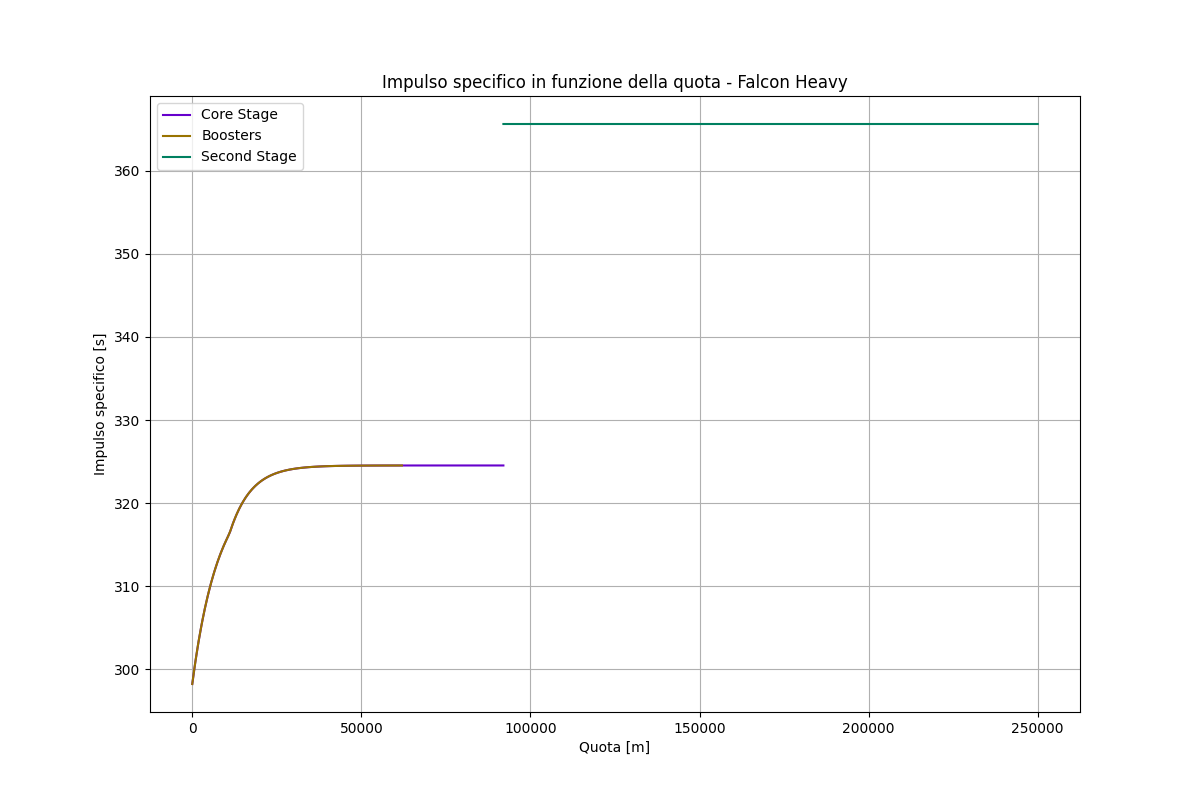 Impulso specifico in funzione della quota - Falcon Heavy
Core Stage
Boosters
Second Stage
360
350
340
330
320
310
300
Impulso specifico [s]
0 50000 100000 150000 200000 250000
Quota [m]